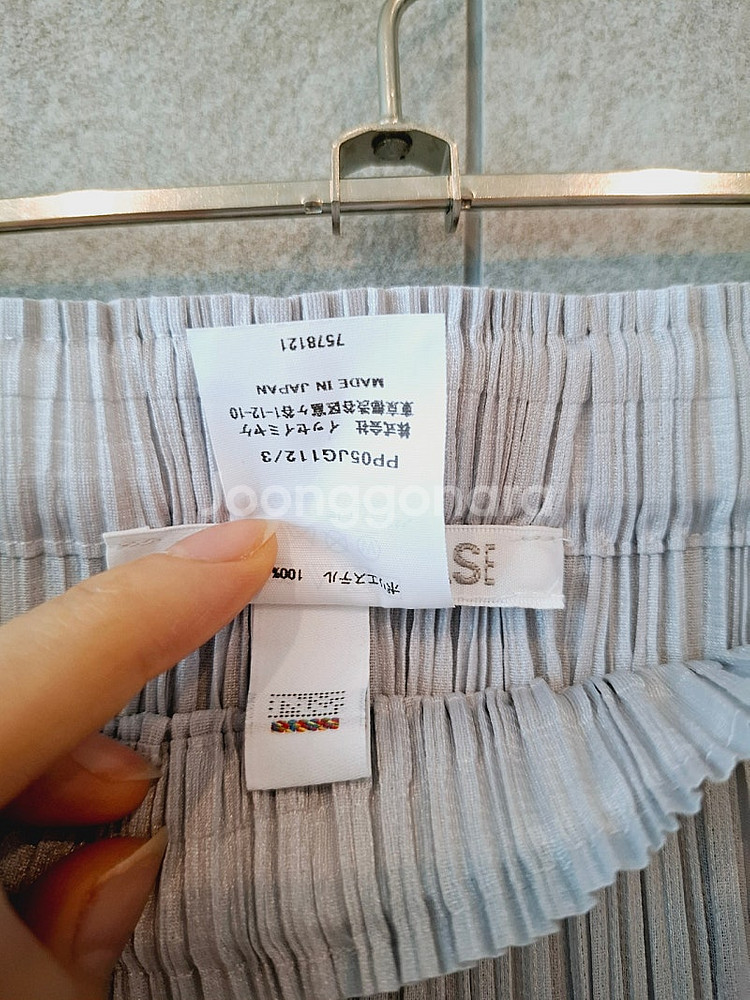 ポリエステル 100%
PP05JG112/3
株式会社 イッセイミヤケ
東京都渋谷区富ヶ谷1-12-10
MADE IN JAPAN
7578121
Joonggonara
SE